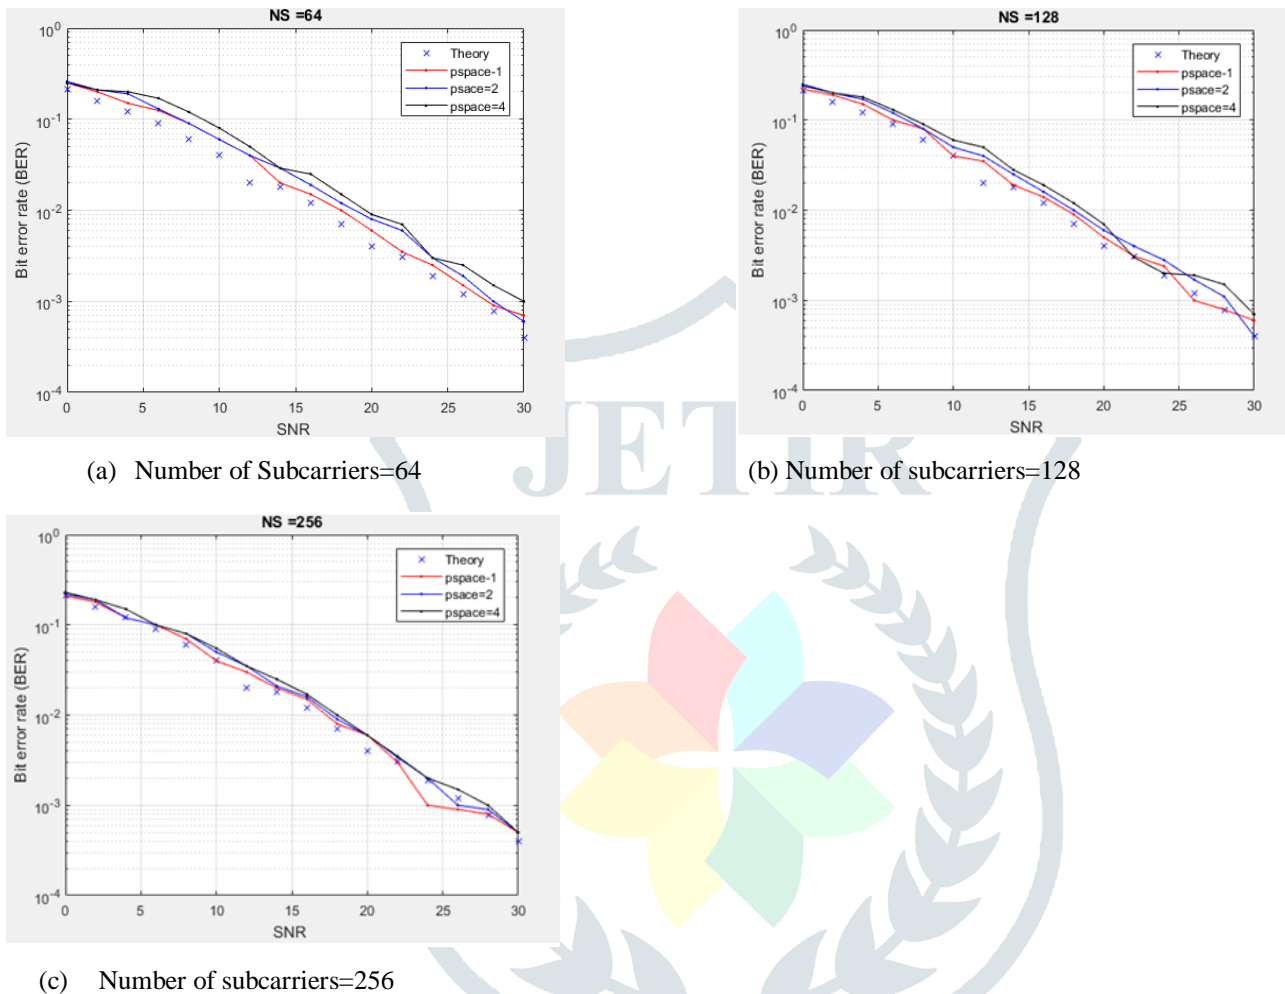 NS =64
10^0
10^-1
10^-2
10^-3
10^-4
Bit error rate (BER)
Theory
pspace-1
psace=2
pspace=4
0 5 10 15 20 25 30
SNR
(a) Number of Subcarriers=64
NS =128
10^0
10^-1
10^-2
10^-3
10^-4
Bit error rate (BER)
Theory
pspace-1
psace=2
pspace=4
0 5 10 15 20 25 30
SNR
(b) Number of subcarriers=128
JETIR
NS =256
10^0
10^-1
10^-2
10^-3
10^-4
Bit error rate (BER)
Theory
pspace-1
psace=2
pspace=4
0 5 10 15 20 25 30
SNR
(c) Number of subcarriers=256